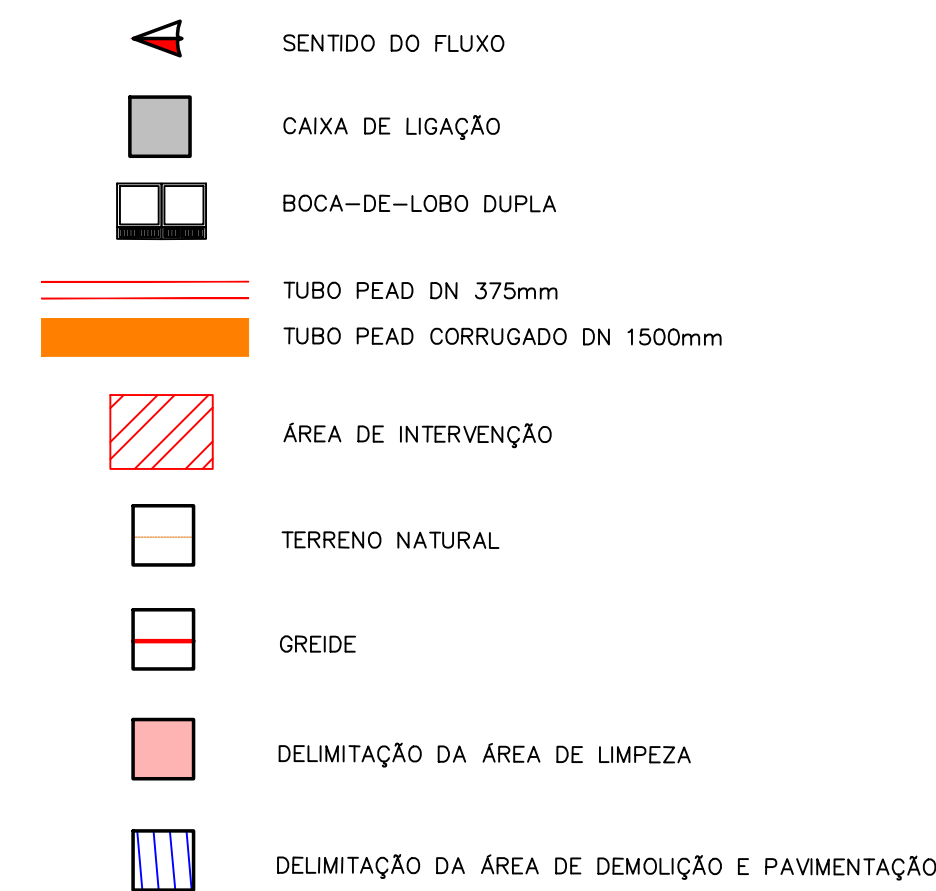 SENTIDO DO FLUXO
CAIXA DE LIGAÇÃO
BOCA-DE-LOBO DUPLA
TUBO PEAD DN 375mm
TUBO PEAD CORRUGADO DN 1500mm
ÁREA DE INTERVENÇÃO
TERRENO NATURAL
GREIDE
DELIMITAÇÃO DA ÁREA DE LIMPEZA
DELIMITAÇÃO DA ÁREA DE DEMOLIÇÃO E PAVIMENTAÇÃO